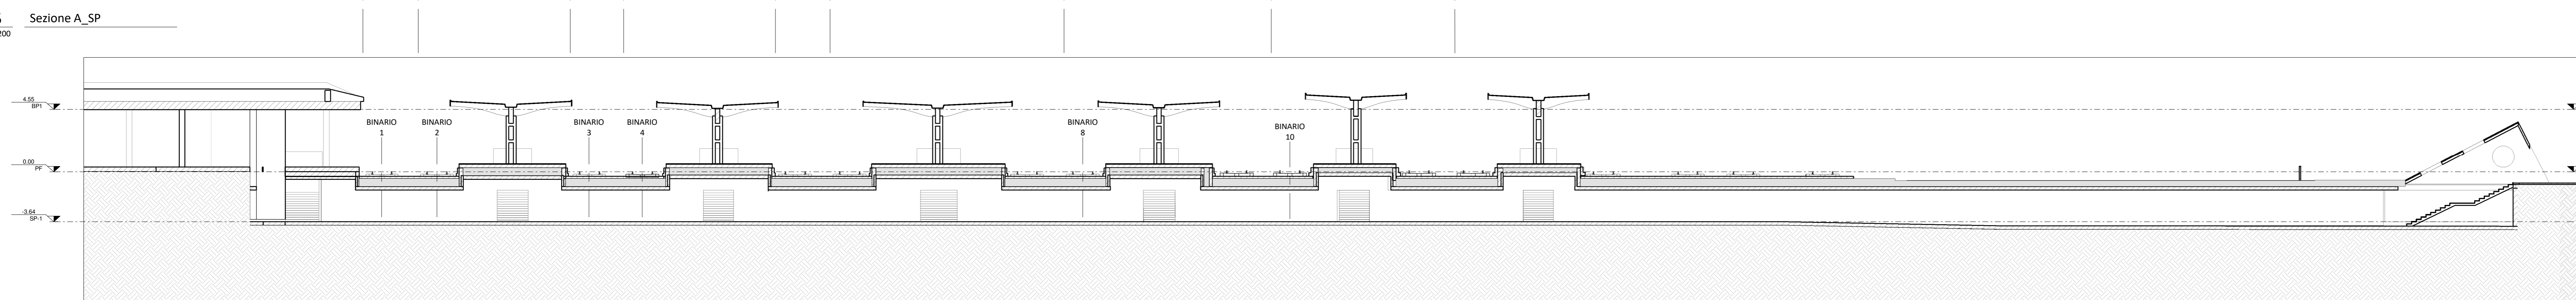 Sezione A_SP
200
4.55
BP1
BINARIO
1
BINARIO
2
BINARIO
3
BINARIO
4
BINARIO
8
BINARIO
10
0.00
PF
-3.64
SP-1